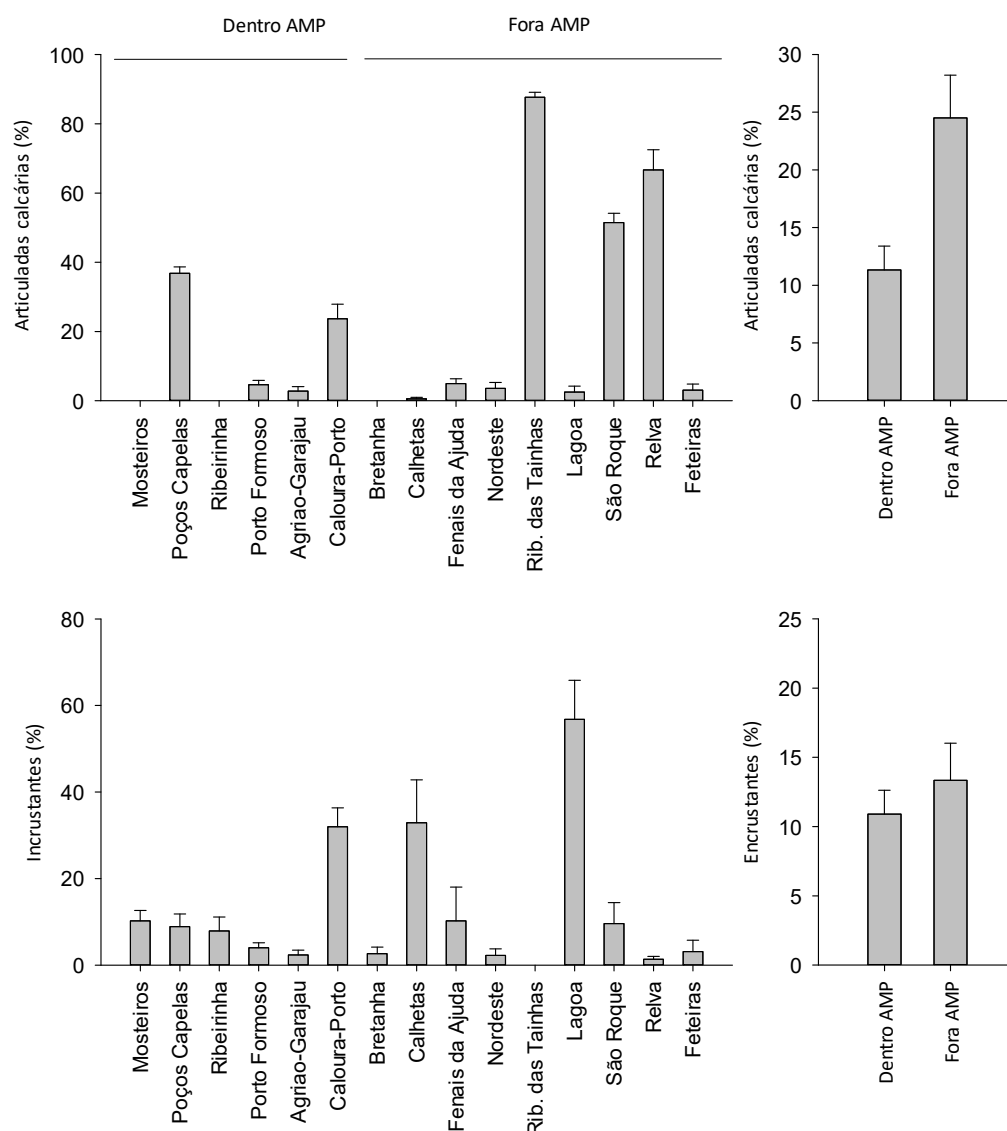 Dentro AMP
Fora AMP
100
80
60
40
20
0
Articuladas calcárias (%)
Mosteiros
Poços Capelas
Ribeirinha
Porto Formoso
Agriao-Garajau
Caloura-Porto
Bretanha
Calhetas
Fenais da Ajuda
Nordeste
Rib. das Tainhas
Lagoa
São Roque
Relva
Feteiras
30
25
20
15
10
5
0
Articuladas calcárias (%)
Dentro AMP
Fora AMP
80
60
40
20
0
Incrustantes (%)
Mosteiros
Poços Capelas
Ribeirinha
Porto Formoso
Agriao-Garajau
Caloura-Porto
Bretanha
Calhetas
Fenais da Ajuda
Nordeste
Rib. das Tainhas
Lagoa
São Roque
Relva
Feteiras
25
20
15
10
5
0
Encrustantes (%)
Dentro AMP
Fora AMP